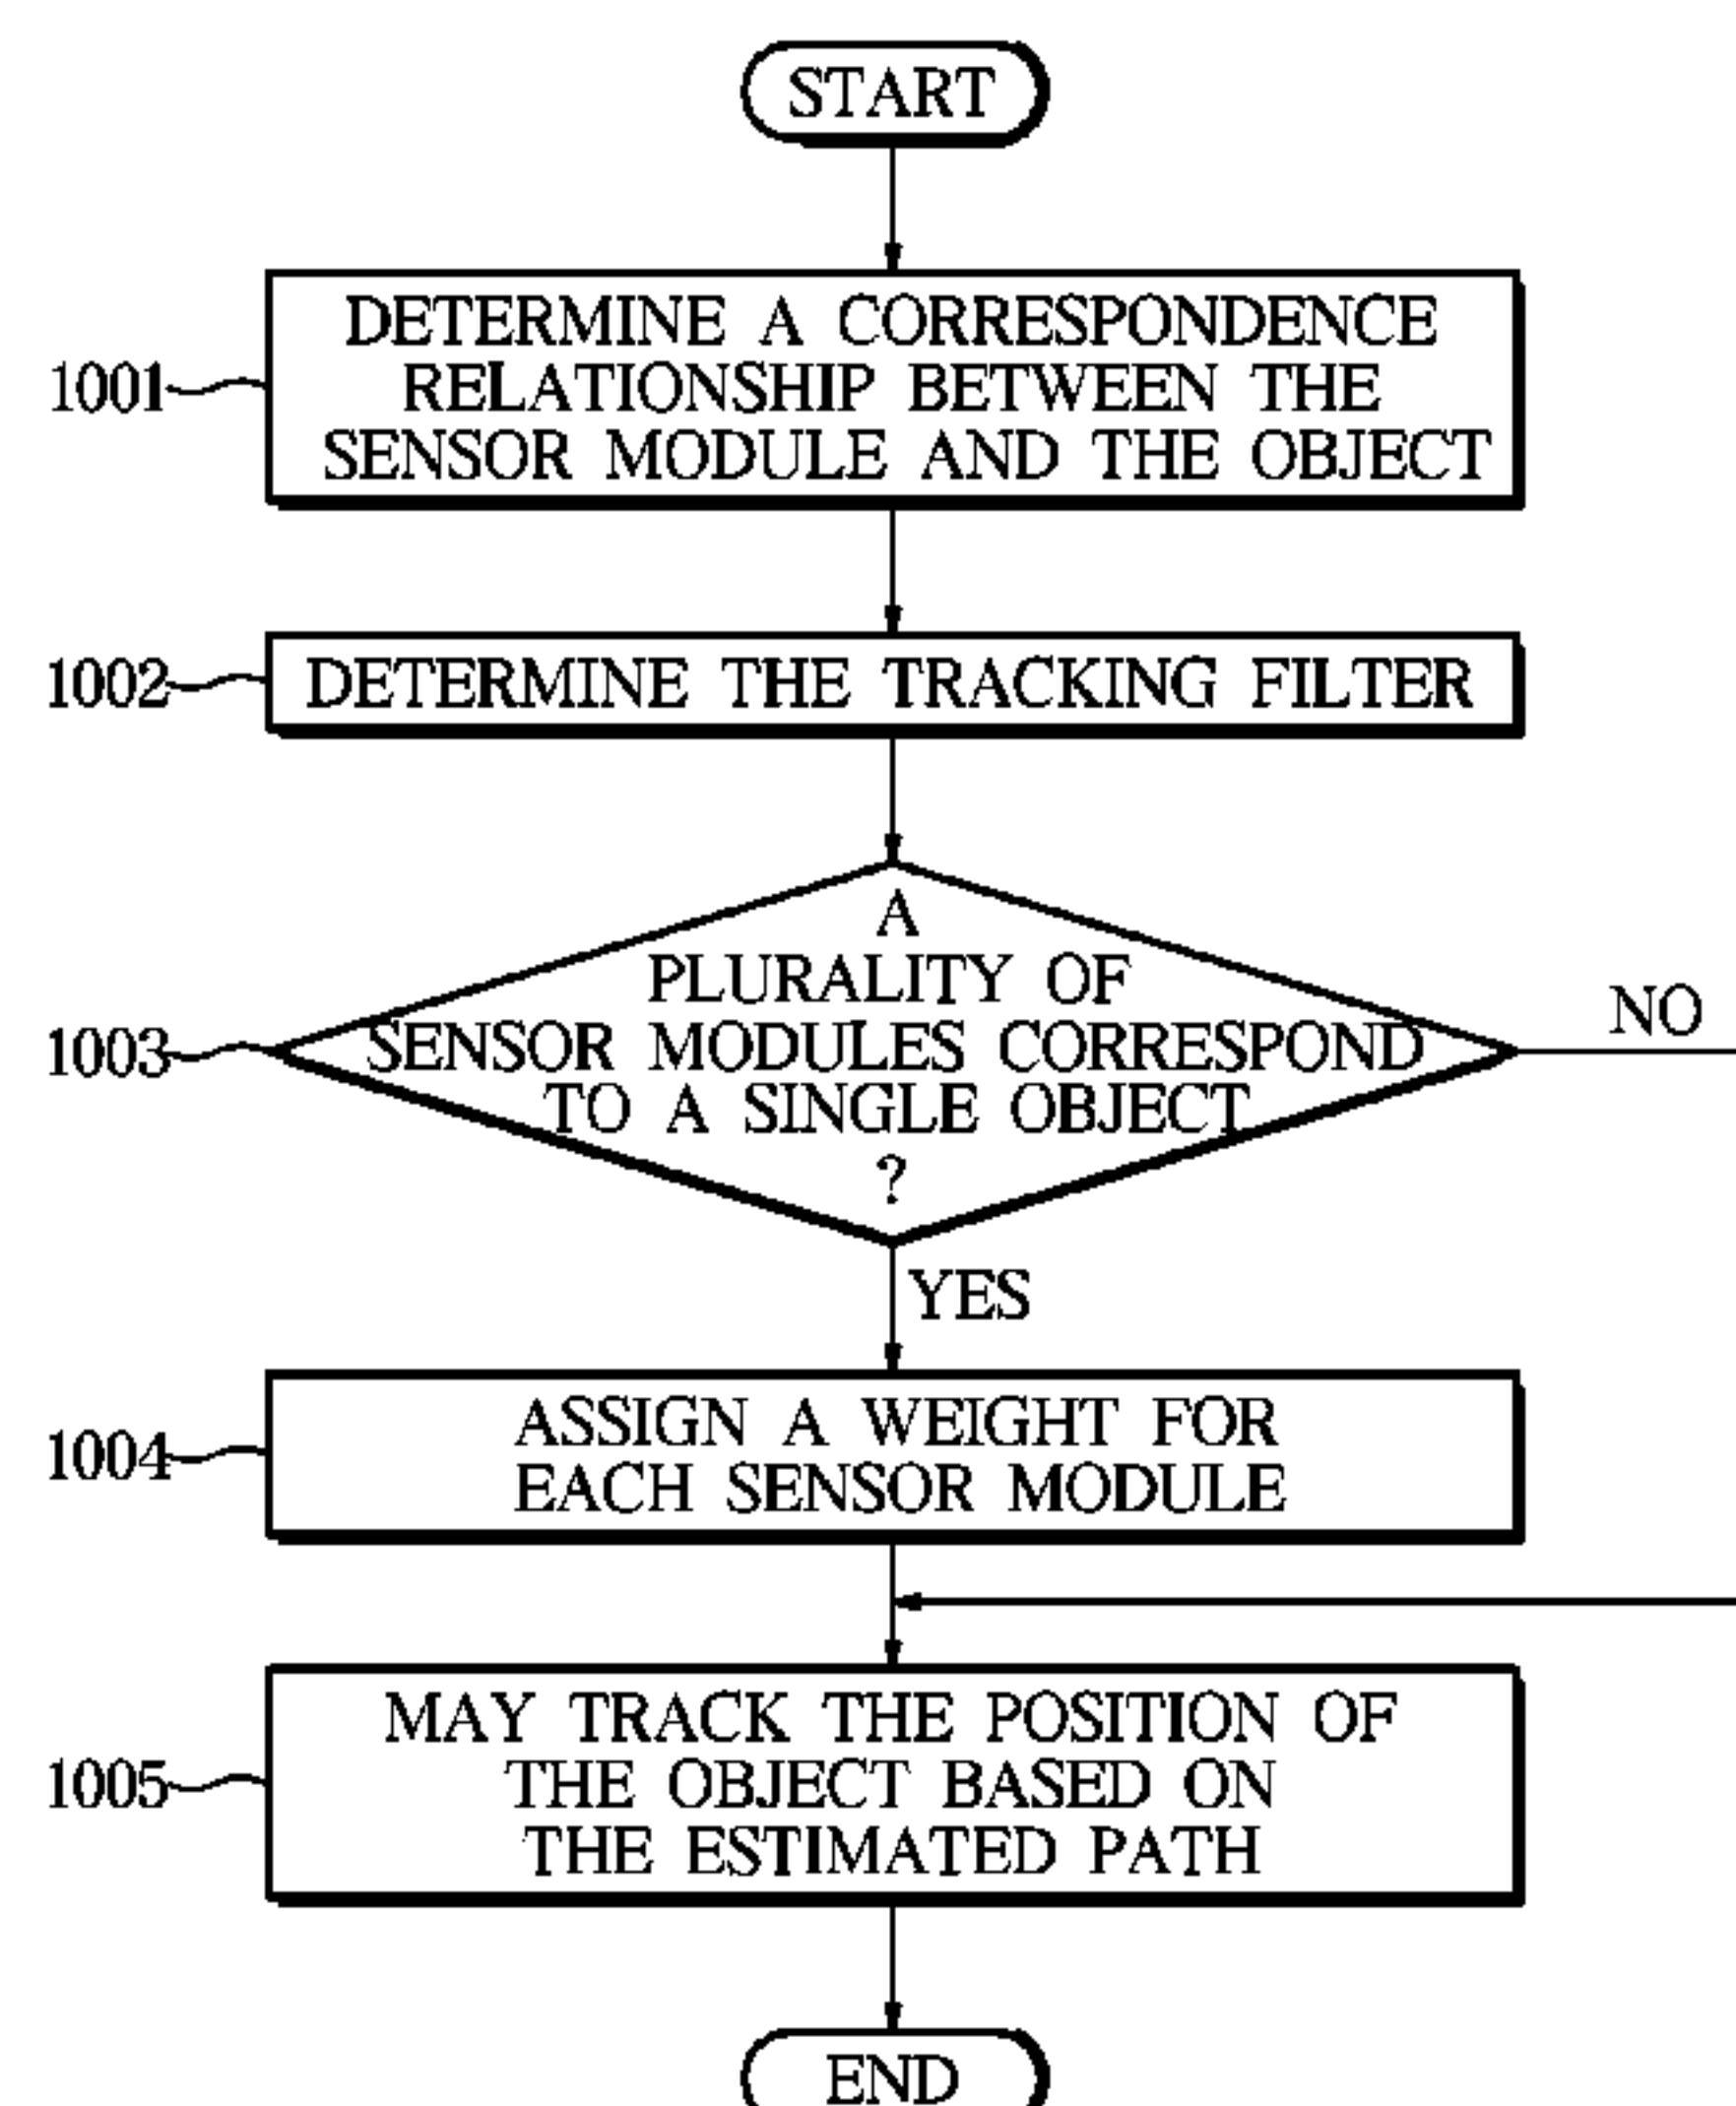 START
DETERMINE A CORRESPONDENCE
RELATIONSHIP BETWEEN THE
SENSOR MODULE AND THE OBJECT
1001
DETERMINE THE TRACKING FILTER
1002
A
PLURALITY OF
SENSOR MODULES CORRESPOND
TO A SINGLE OBJECT
?
1003
NO
YES
ASSIGN A WEIGHT FOR
EACH SENSOR MODULE
1004
MAY TRACK THE POSITION OF
THE OBJECT BASED ON
THE ESTIMATED PATH
1005
END